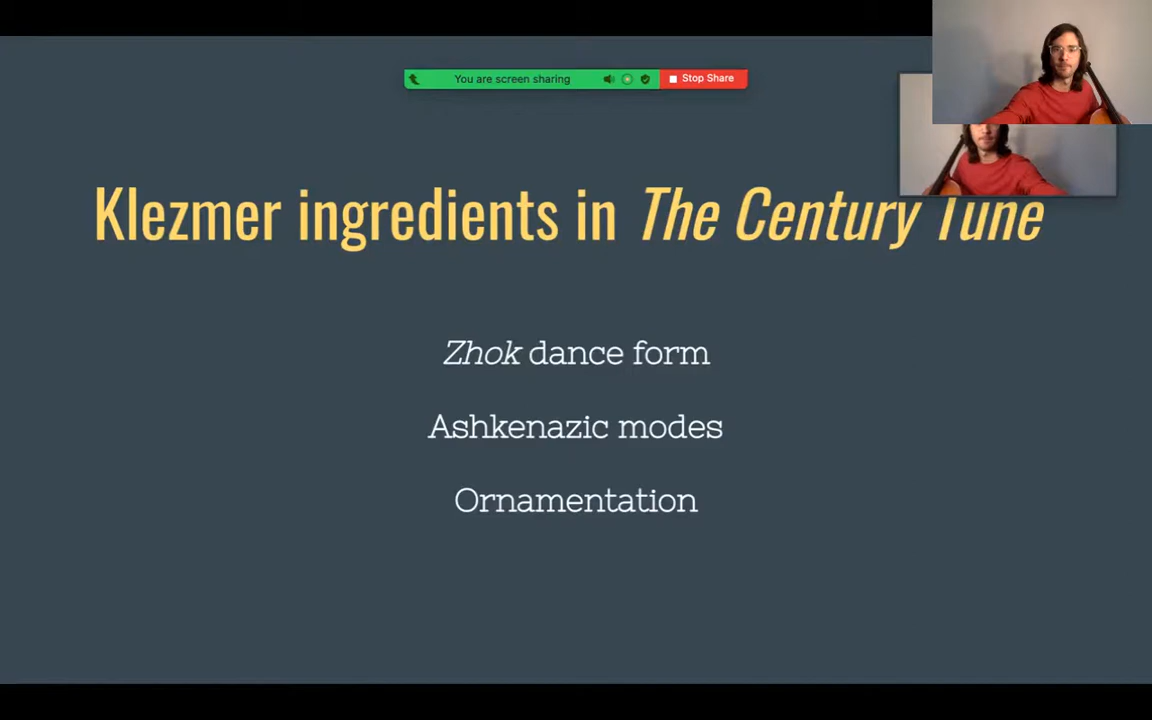 You are screen sharing
Stop Share
Klezmer ingredients in The Century Tune
Zhok dance form
Ashkenazic modes
Ornamentation